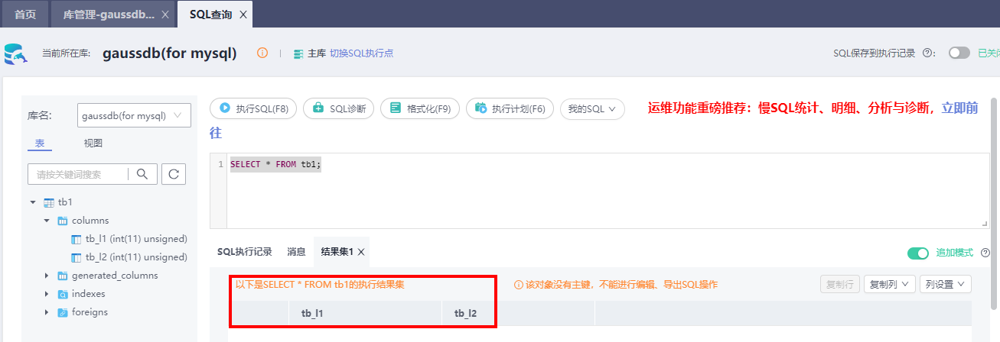 首页 库管理-gaussdb... X SQL查询 X
当前所在库: gaussdb(for mysql) 主库 切换SQL执行点 SQL保存到执行记录 ?: 已关闭
库名: gaussdb(for mysql)
表 视图
请按关键词搜索
tb1
columns
tb_l1 (int(11) unsigned)
tb_l2 (int(11) unsigned)
generated_columns
indexes
foreigns
执行SQL(F8) SQL诊断 格式化(F9) 执行计划(F6) 我的SQL 运维功能重磅推荐：慢SQL统计、明细、分析与诊断，立即前
往
1 SELECT * FROM tb1;
SQL执行记录 消息 结果集1 X 追加模式 ?
以下是SELECT * FROM tb1的执行结果集 该对象没有主键，不能进行编辑、导出SQL操作 复制行 复制列 列设置
tb_l1 tb_l2